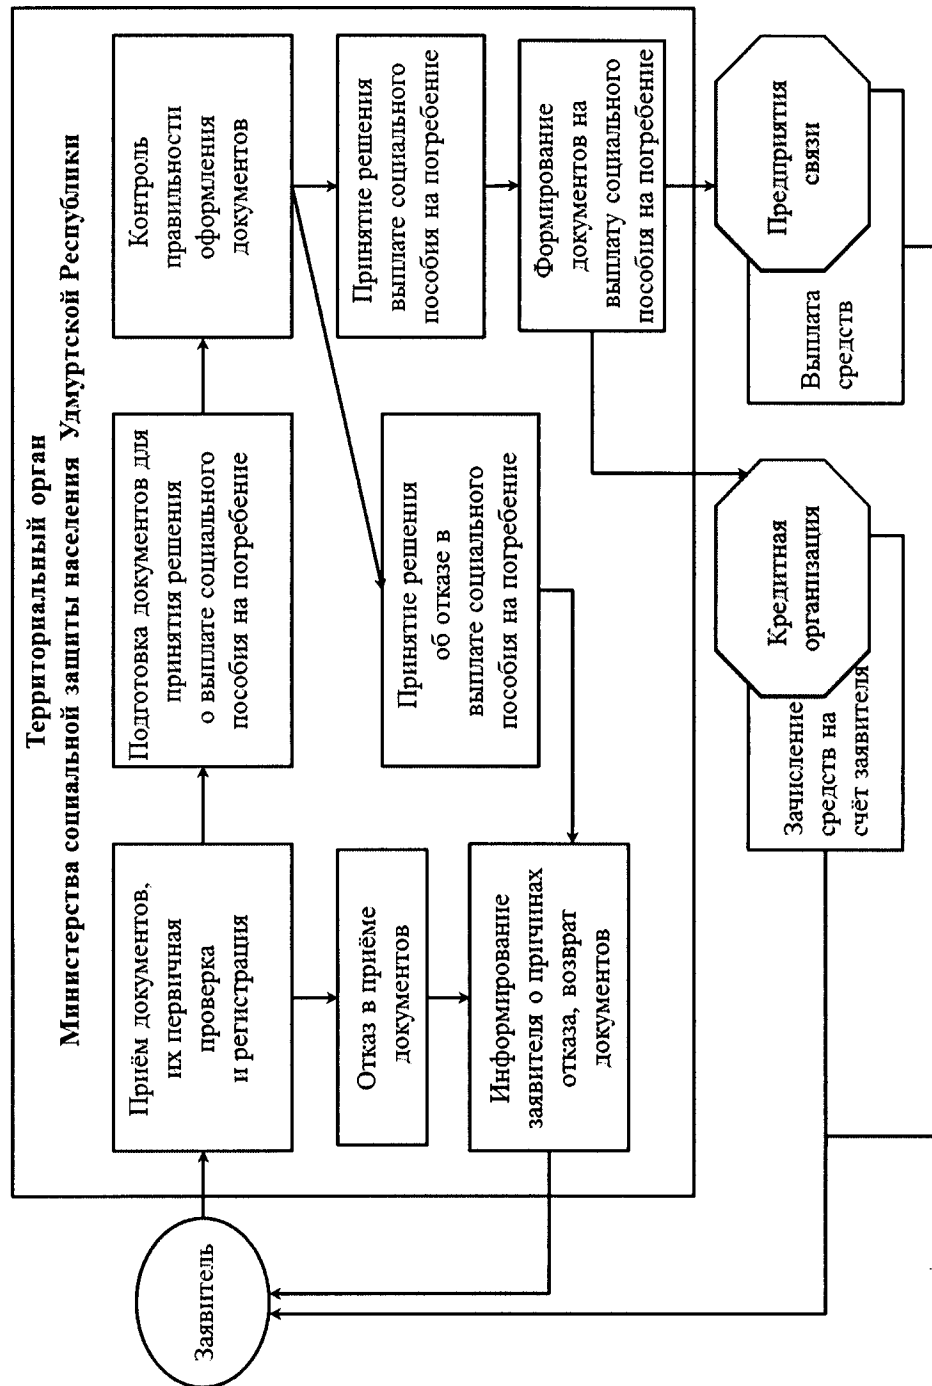 Территориальный орган
Министерства социальной защиты населения Удмуртской Республики
Заявитель
Приём документов,
их первичная
проверка
и регистрация
Подготовка документов для
принятия решения
о выплате социального
пособия на погребение
Контроль
правильности
оформления
документов
Отказ в приёме
документов
Принятие решения
об отказе в
выплате социального
пособия на погребение
Принятие решения
выплате социального
пособия на погребение
Информирование
заявителя о причинах
отказа, возврат
документов
Формирование
документов на
выплату социального
пособия на погребение
Зачисление
средств на
счёт заявителя
Кредитная
организация
Выплата
средств
Предприятия
связи